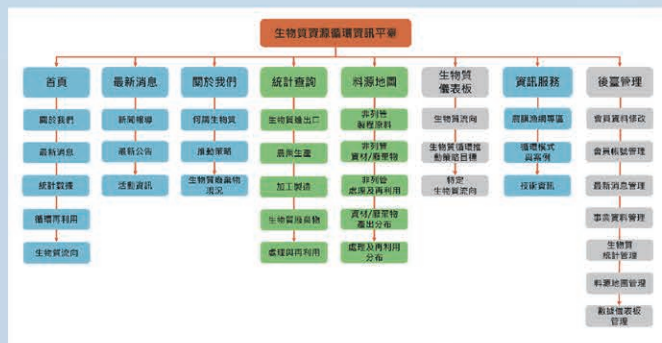 生物質資源循環資訊平臺
首頁
最新消息
關於我們
統計查詢
料源地圖
生物質
儀表板
資訊服務
後臺管理
關於我們
最新消息
統計數據
循環再利用
生物質流向
新聞報導
最新公告
活動資訊
何謂生物質
推動策略
生物質廢棄物
現況
生物質進出口
農業生產
加工製造
生物質廢棄物
處理與再利用
非列管
製程原料
非列管
資材/廢棄物
非列管
處理及再利用
資材/廢棄物
產出分布
處理及再利用
分布
生物質流向
生物質循環推
動策略目標
特定
生物質流向
農膜漁網專區
循環模式
與案例
技術資訊
會員資料修改
會員帳號管理
最新消息管理
事業資料管理
生物質
統計管理
料源地圖管理
數據儀表板
管理